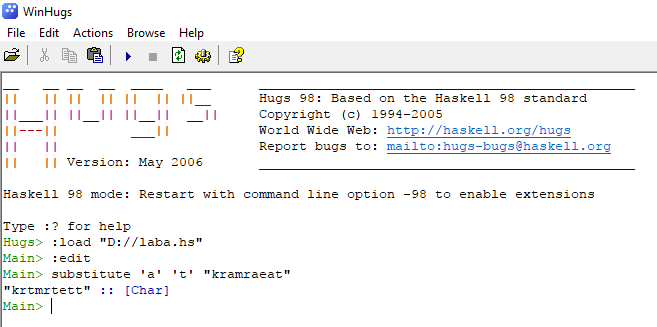 WinHugs
File Edit Actions Browse Help
__   __ __  __  ____   ___      _________________________________________
||   || ||  || ||  || ||__      Hugs 98: Based on the Haskell 98 standard
||___|| ||__|| ||__||  __||     Copyright (c) 1994-2005
||---||         ___||           World Wide Web: http://haskell.org/hugs
||   ||                         Report bugs to: mailto:hugs-bugs@haskell.org
||   || Version: May 2006       _________________________________________
Haskell 98 mode: Restart with command line option -98 to enable extensions
Type :? for help
Hugs> :load "D://laba.hs"
Main> :edit
Main> substitute 'a' 't' "kramraeat"
"krtmrtett" :: [Char]
Main>